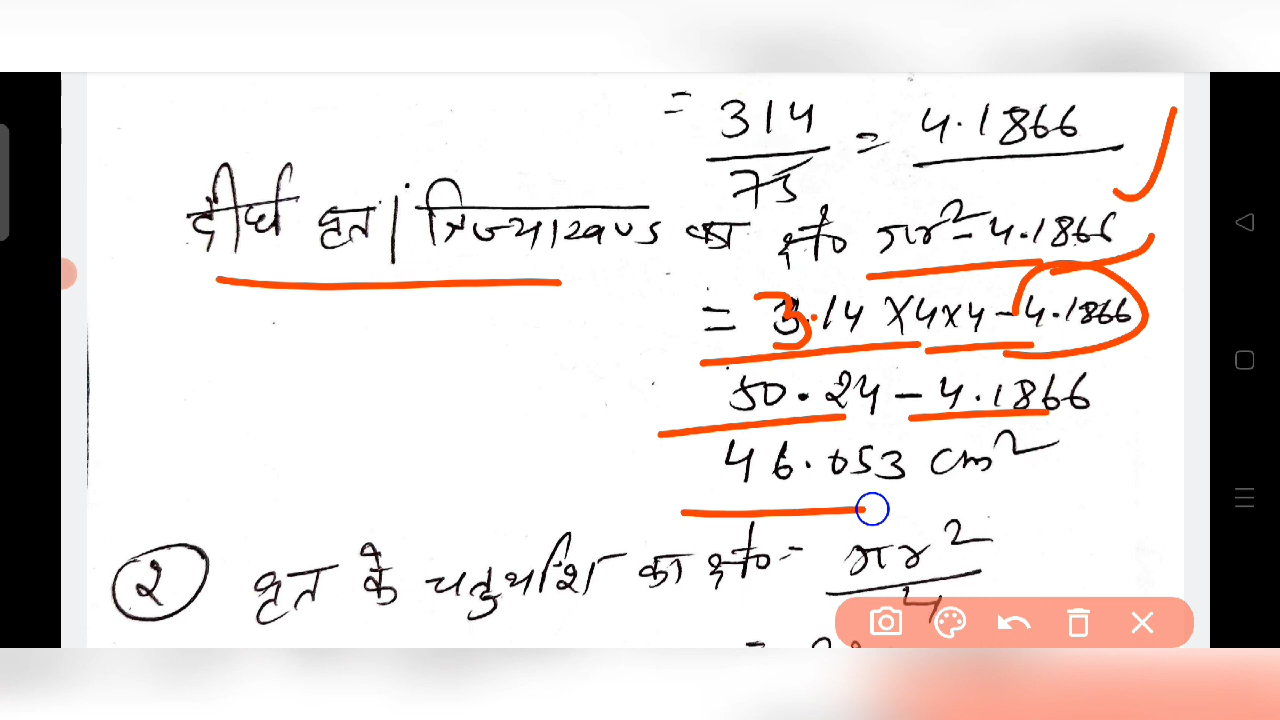 = 314/75 = 4.1866
दीर्घ वृत्त/त्रिज्याखण्ड का क्षे० πr² - 4.1866
= 3.14 X 4 x 4 - 4.1866
50.24 - 4.1866
46.053 cm²
२ वृत्त के चतुर्थांश का क्षे० = πr²/4
=